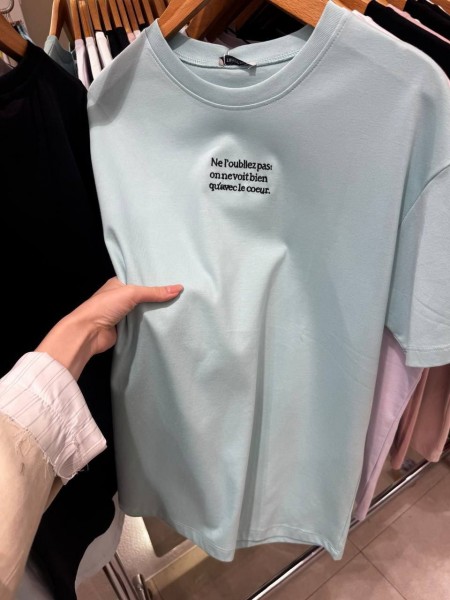 Ne l'oubliez pas:
on ne voit bien
qu'avec le coeur.